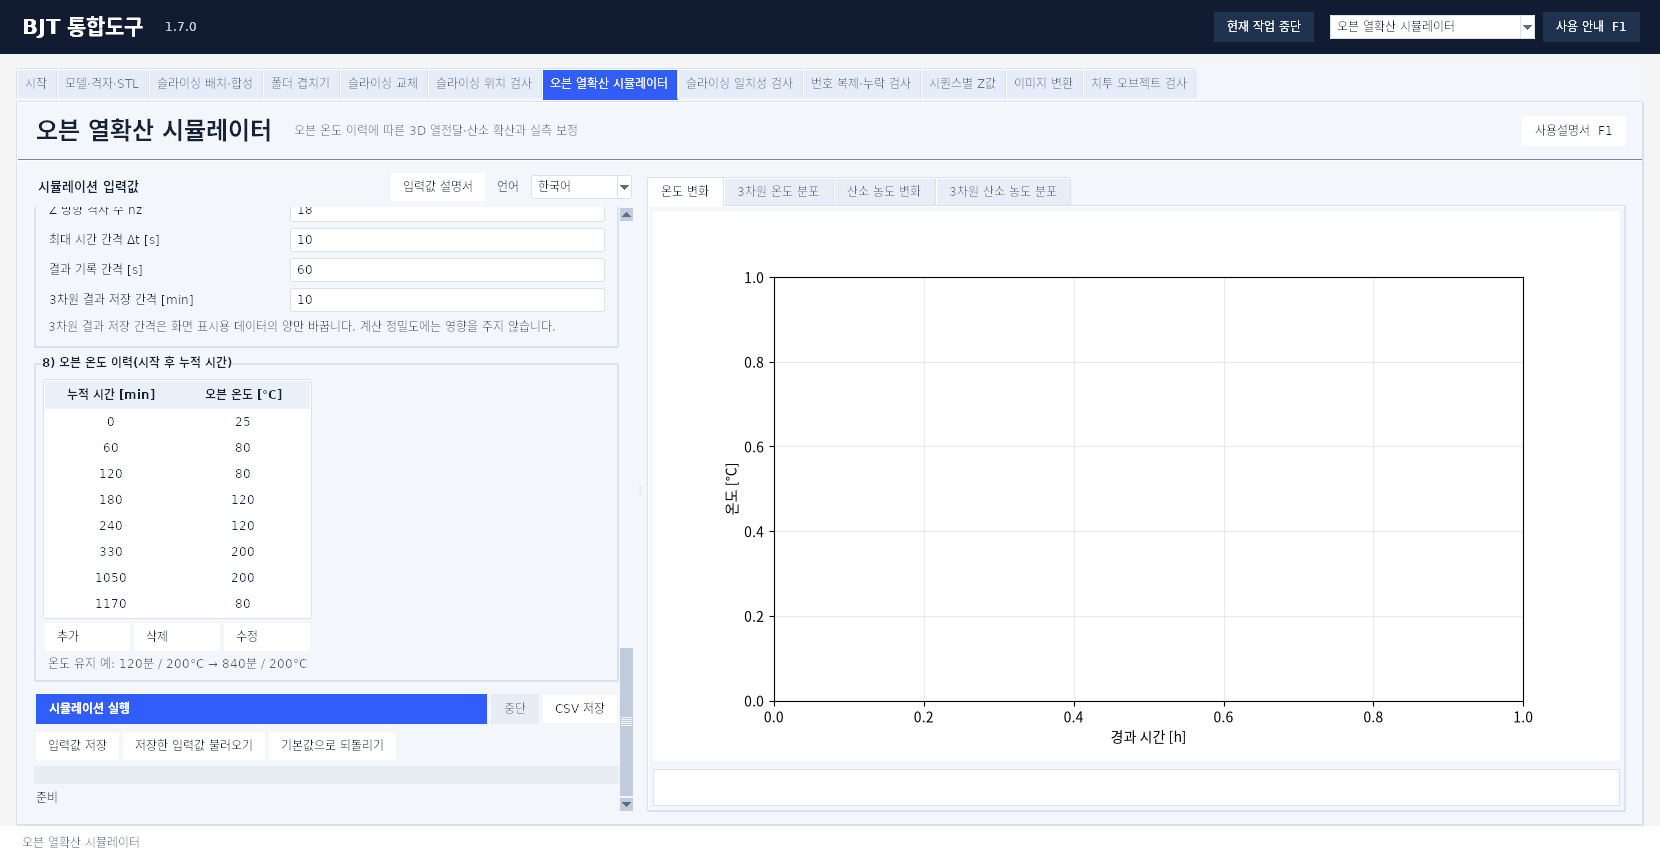 BJT 통합도구 1.7.0 현재 작업 중단 오븐 열확산 시뮬레이터 사용 안내 F1
시작 모델·격자·STL 슬라이싱 배치·합성 폴더 겹치기 슬라이싱 교체 슬라이싱 위치 검사 오븐 열확산 시뮬레이터 슬라이싱 일치성 검사 번호 복제·누락 검사 시퀀스별 Z값 이미지 변환 치투 오브젝트 검사
오븐 열확산 시뮬레이터 오븐 온도 이력에 따른 3D 열전달·산소 확산과 실측 보정 사용설명서 F1
시뮬레이션 입력값 입력값 설명서 언어 한국어
Z 방향 격자 수 nz 18
최대 시간 간격 Δt [s] 10
결과 기록 간격 [s] 60
3차원 결과 저장 간격 [min] 10
3차원 결과 저장 간격은 화면 표시용 데이터의 양만 바꿉니다. 계산 정밀도에는 영향을 주지 않습니다.
8) 오븐 온도 이력(시작 후 누적 시간)
누적 시간 [min] 오븐 온도 [°C]
0 25
60 80
120 80
180 120
240 120
330 200
1050 200
1170 80
추가 삭제 수정
온도 유지 예: 120분 / 200°C → 840분 / 200°C
시뮬레이션 실행 중단 CSV 저장
입력값 저장 저장한 입력값 불러오기 기본값으로 되돌리기
준비
온도 변화 3차원 온도 분포 산소 농도 변화 3차원 산소 농도 분포
1.0
0.8
0.6
0.4
0.2
0.0
온도 [°C]
0.0 0.2 0.4 0.6 0.8 1.0
경과 시간 [h]
오븐 열확산 시뮬레이터